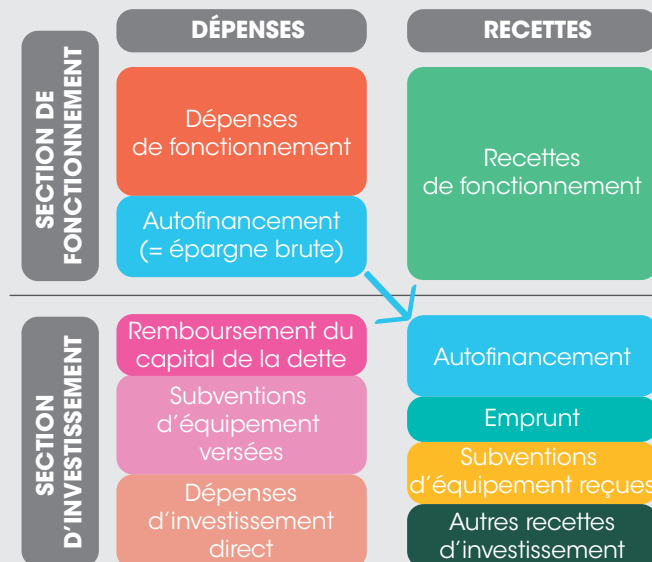 DÉPENSES
RECETTES
SECTION DE
FONCTIONNEMENT
Dépenses
de fonctionnement
Autofinancement
(= épargne brute)
Recettes
de fonctionnement
SECTION
D'INVESTISSEMENT
Remboursement du
capital de la dette
Subventions
d'équipement
versées
Dépenses
d'investissement
direct
Autofinancement
Emprunt
Subventions
d'équipement reçues
Autres recettes
d'investissement